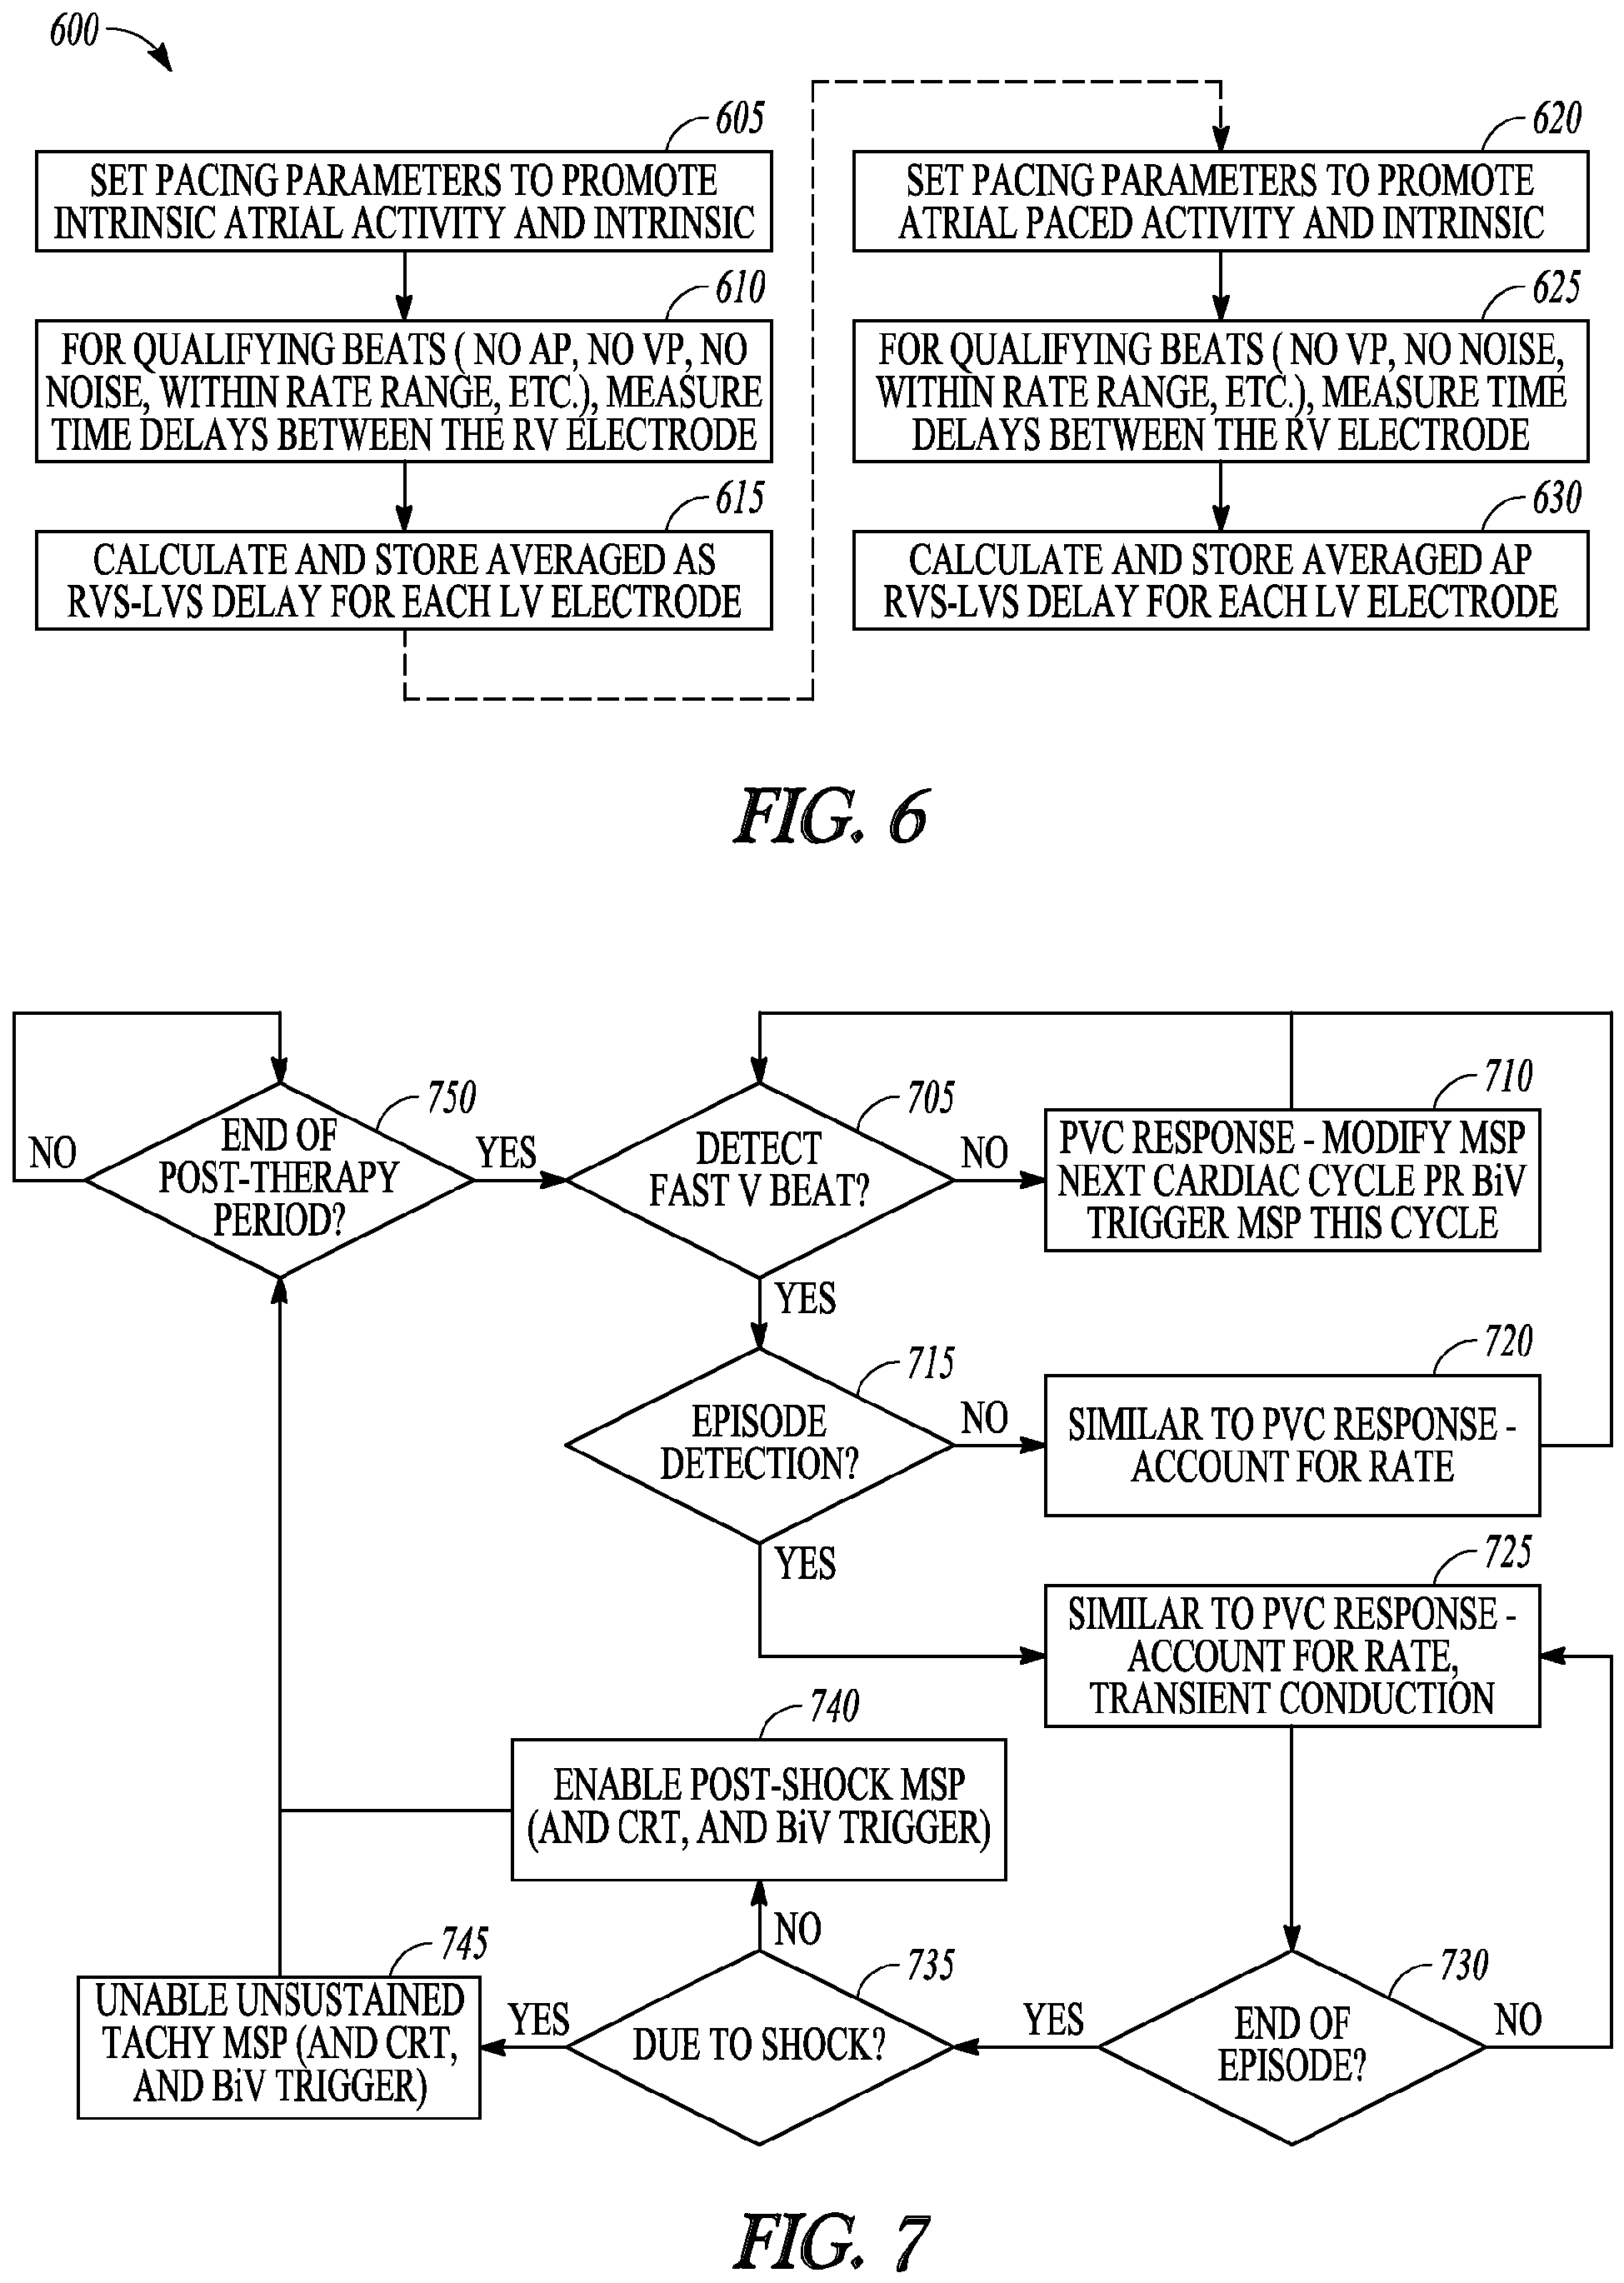 600
605
SET PACING PARAMETERS TO PROMOTE
INTRINSIC ATRIAL ACTIVITY AND INTRINSIC
610
FOR QUALIFYING BEATS ( NO AP, NO VP, NO
NOISE, WITHIN RATE RANGE, ETC.), MEASURE
TIME DELAYS BETWEEN THE RV ELECTRODE
615
CALCULATE AND STORE AVERAGED AS
RVS-LVS DELAY FOR EACH LV ELECTRODE
620
SET PACING PARAMETERS TO PROMOTE
ATRIAL PACED ACTIVITY AND INTRINSIC
625
FOR QUALIFYING BEATS ( NO VP, NO NOISE,
WITHIN RATE RANGE, ETC.), MEASURE TIME
DELAYS BETWEEN THE RV ELECTRODE
630
CALCULATE AND STORE AVERAGED AP
RVS-LVS DELAY FOR EACH LV ELECTRODE
FIG. 6
750
END OF
POST-THERAPY
PERIOD?
NO
YES
705
DETECT
FAST V BEAT?
NO
YES
710
PVC RESPONSE - MODIFY MSP
NEXT CARDIAC CYCLE PR BiV
TRIGGER MSP THIS CYCLE
715
EPISODE
DETECTION?
NO
YES
720
SIMILAR TO PVC RESPONSE -
ACCOUNT FOR RATE
725
SIMILAR TO PVC RESPONSE -
ACCOUNT FOR RATE,
TRANSIENT CONDUCTION
740
ENABLE POST-SHOCK MSP
(AND CRT, AND BiV TRIGGER)
NO
745
UNABLE UNSUSTAINED
TACHY MSP (AND CRT,
AND BiV TRIGGER)
YES
735
DUE TO SHOCK?
YES
730
END OF
EPISODE?
NO
FIG. 7